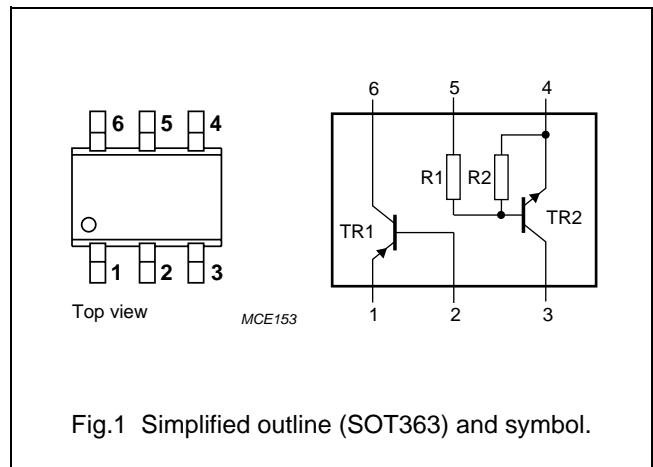 6 5 4
6 5 4
R1 R2
TR1 TR2
1 2 3
1 2 3
Top view MCE153
Fig.1 Simplified outline (SOT363) and symbol.